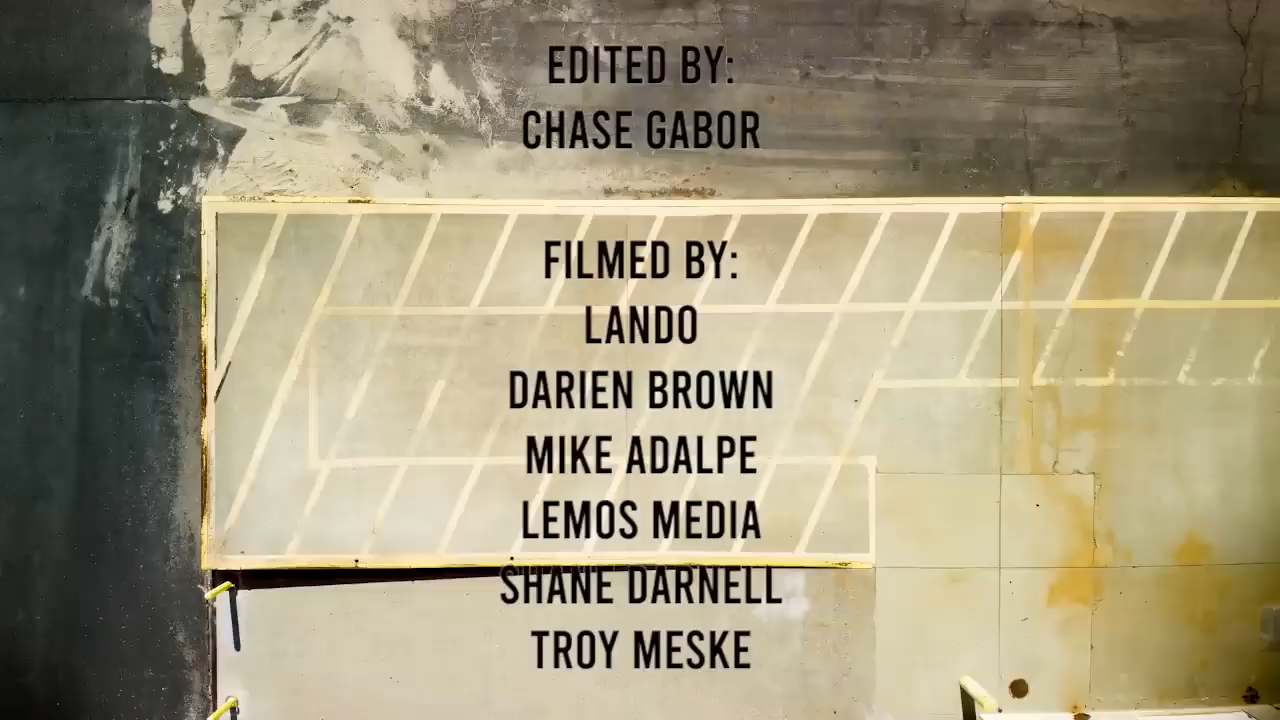 EDITED BY:
CHASE GABOR
FILMED BY:
LANDO
DARIEN BROWN
MIKE ADALPE
LEMOS MEDIA
SHANE DARNELL
TROY MESKE